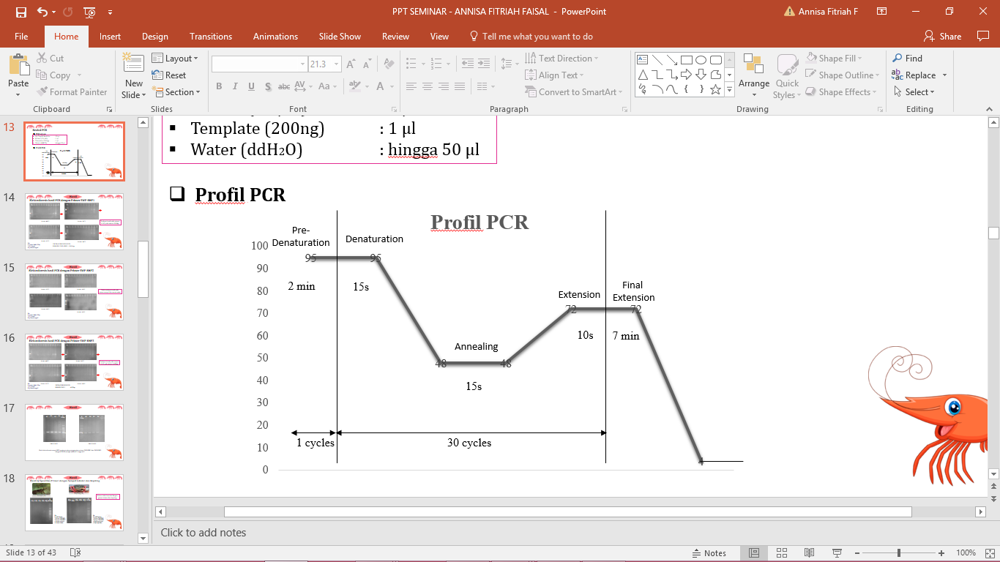 PPT SEMINAR - ANNISA FITRIAH FAISAL - PowerPoint
Annisa Fitriah F
File Home Insert Design Transitions Animations Slide Show Review View Tell me what you want to do Share
Paste
Cut
Copy
Format Painter
Clipboard
New Slide
Layout
Reset
Section
Slides
21.3
B I U S abc AV Aa A
Font
Text Direction
Align Text
Convert to SmartArt
Paragraph
Arrange
Quick Styles
Shape Fill
Shape Outline
Shape Effects
Drawing
Find
Replace
Select
Editing
13
14
15
16
17
18
▪ Template (200ng) : 1 µl
▪ Water (ddH₂O) : hingga 50 µl
❑ Profil PCR
Profil PCR
Pre-
Denaturation
Denaturation
100
90
80
70
60
50
40
30
20
10
0
95
95
2 min
15s
Extension
Final
Extension
72
72
10s
7 min
Annealing
48
48
15s
1 cycles
30 cycles
4
Click to add notes
Slide 13 of 43
Notes
100%